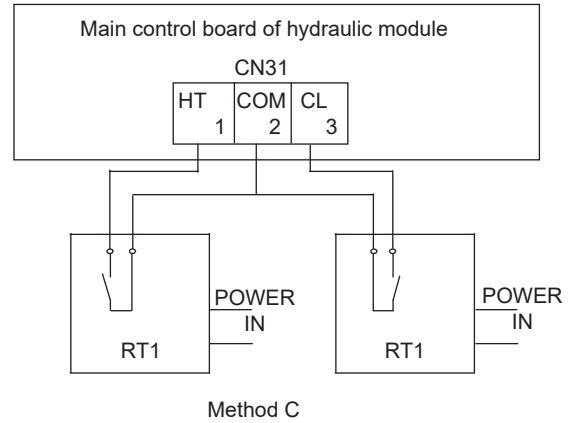 Main control board of hydraulic module
CN31
HT COM CL
1 2 3
POWER
IN
RT1
POWER
IN
RT1
Method C